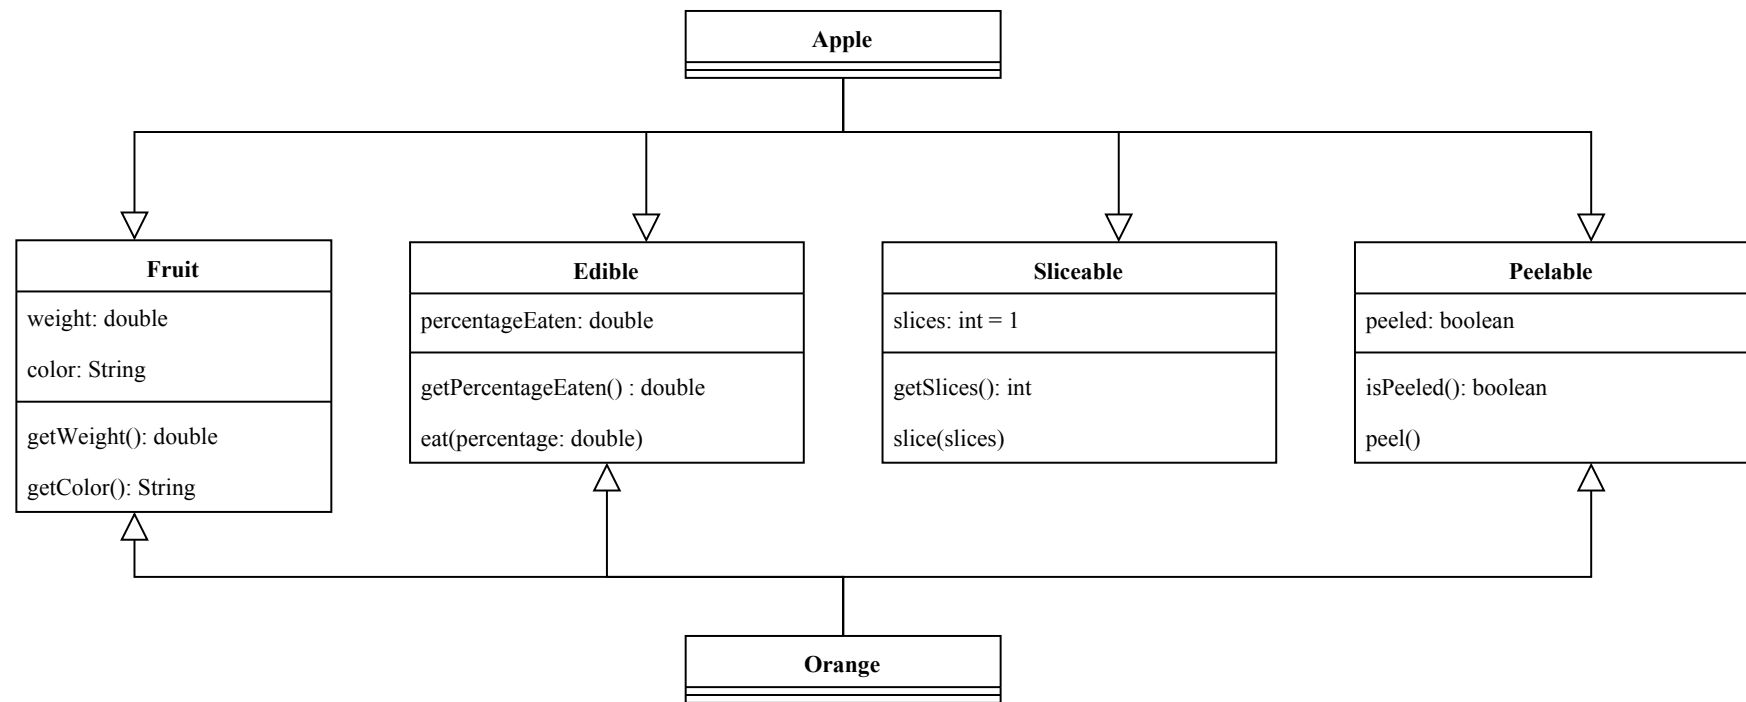 Apple
Fruit
weight: double
color: String
getWeight(): double
getColor(): String
Edible
percentageEaten: double
getPercentageEaten() : double
eat(percentage: double)
Sliceable
slices: int = 1
getSlices(): int
slice(slices)
Peelable
peeled: boolean
isPeeled(): boolean
peel()
Orange